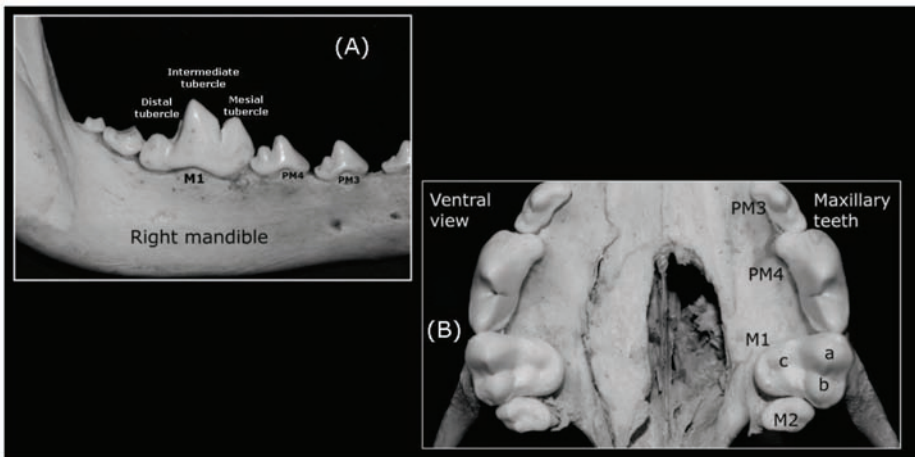 (A)
Intermediate
tubercle
Distal
tubercle
Mesial
tubercle
M1
PM4
PM3
Right mandible
Ventral
view
Maxillary
teeth
PM3
PM4
(B)
M1
c
a
b
M2